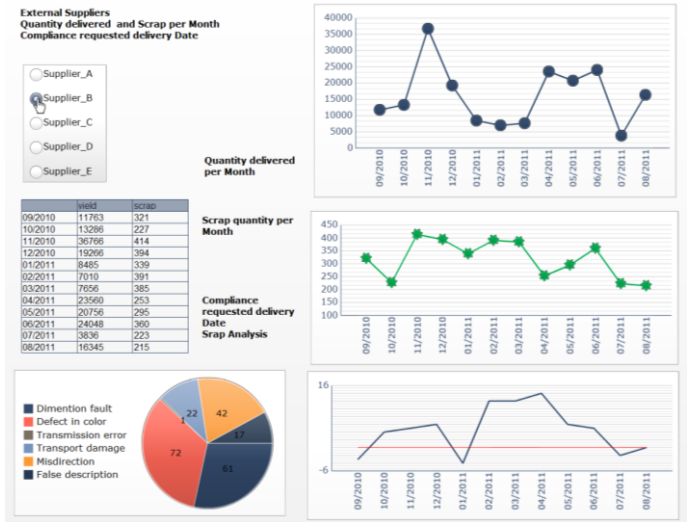 External Suppliers
Quantity delivered and Scrap per Month
Compliance requested delivery Date
Supplier_A
Supplier_B
Supplier_C
Supplier_D
Supplier_E
Quantity delivered
per Month
40000
35000
30000
25000
20000
15000
10000
5000
0
09/2010
10/2010
11/2010
12/2010
01/2011
02/2011
03/2011
04/2011
05/2011
06/2011
07/2011
08/2011
vield scrap
09/2010 11763 321
10/2010 13286 227
11/2010 36766 414
12/2010 19266 394
01/2011 8485 339
02/2011 7010 391
03/2011 7656 385
04/2011 23560 253
05/2011 20756 295
06/2011 24048 360
07/2011 3836 223
08/2011 16345 215
Scrap quantity per
Month
Compliance
requested delivery
Date
Srap Analysis
450
400
350
300
250
200
150
100
09/2010
10/2010
11/2010
12/2010
01/2011
02/2011
03/2011
04/2011
05/2011
06/2011
07/2011
08/2011
Dimention fault
Defect in color
Transmission error
Transport damage
Misdirection
False description
22
42
1
17
72
61
16
-6
09/2010
10/2010
11/2010
12/2010
01/2011
02/2011
03/2011
04/2011
05/2011
06/2011
07/2011
08/2011